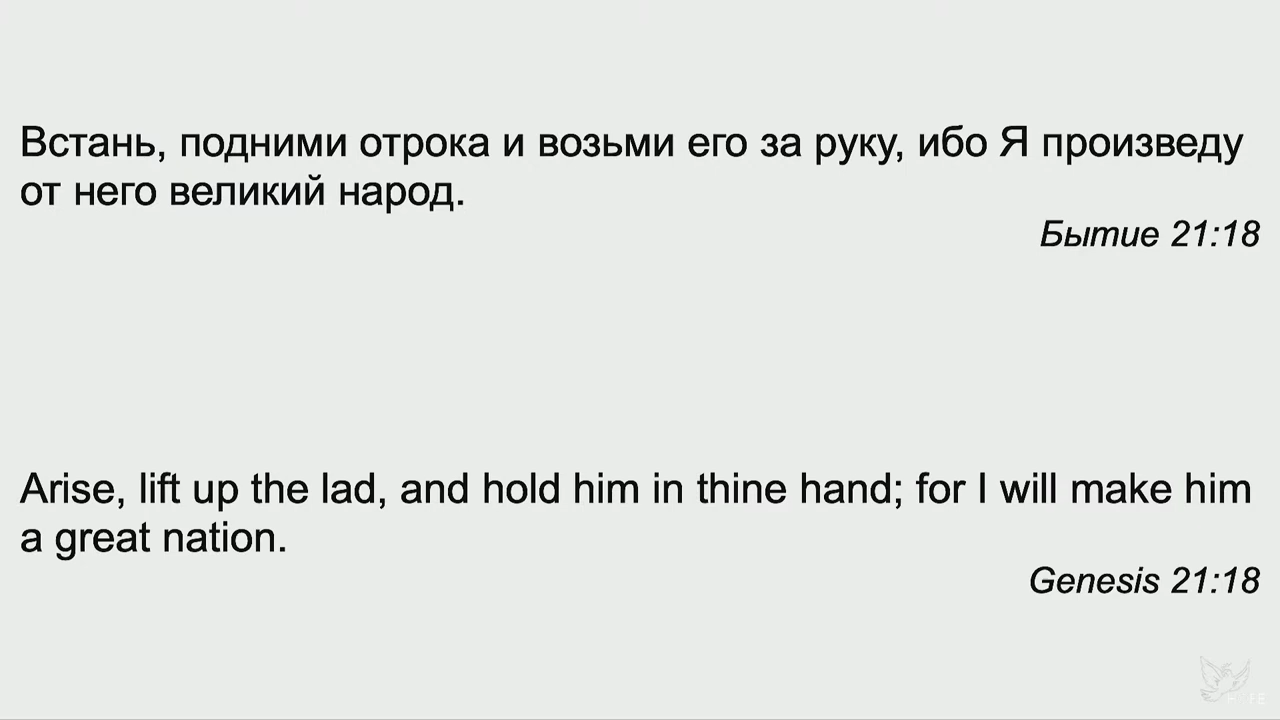 Встань, подними отрока и возьми его за руку, ибо Я произведу
от него великий народ.
Бытие 21:18
Arise, lift up the lad, and hold him in thine hand; for I will make him
a great nation.
Genesis 21:18